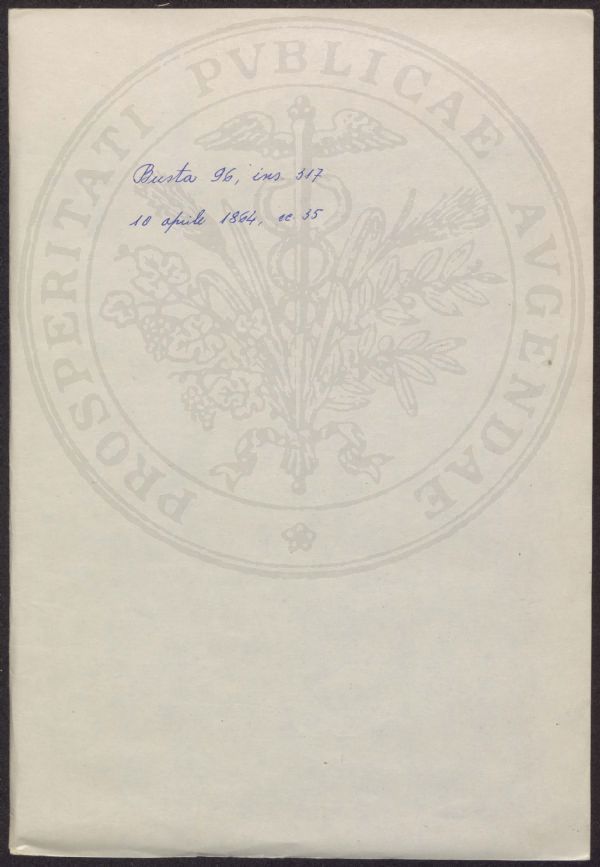 PROSPERITATI PVBLICAE AVGENDAE
Busta 96, ins. 317
10 aprile 1864, cc 35